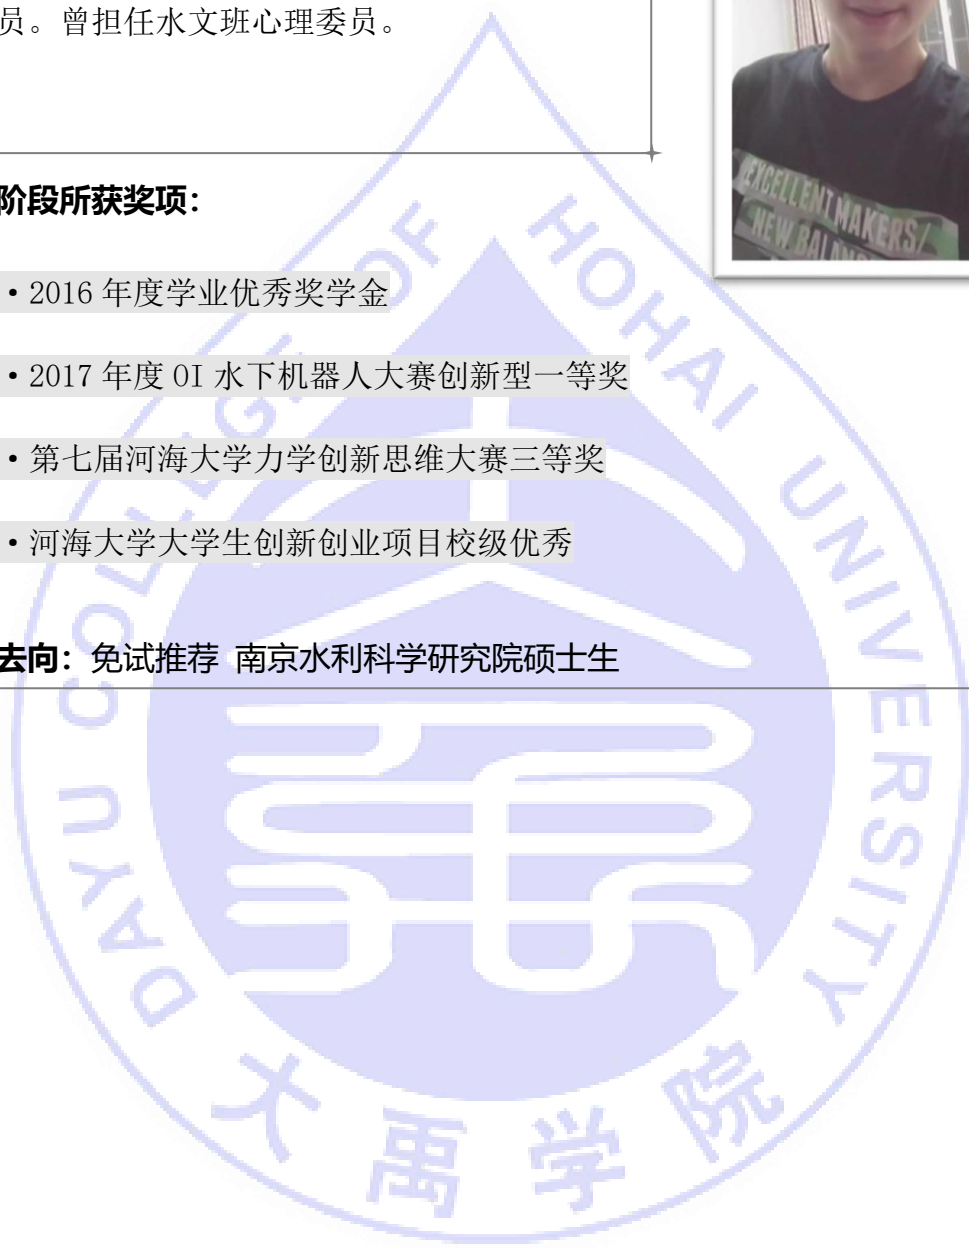 员。曾担任水文班心理委员。
EXCELLENT MAKERS/
NEW BALANCE
阶段所获奖项：
·2016 年度学业优秀奖学金
·2017 年度 OI 水下机器人大赛创新型一等奖
·第七届河海大学力学创新思维大赛三等奖
·河海大学大学生创新创业项目校级优秀
去向：免试推荐 南京水利科学研究院硕士生
DAYU COLLEGE OF HOHAI UNIVERSITY
大禹学院